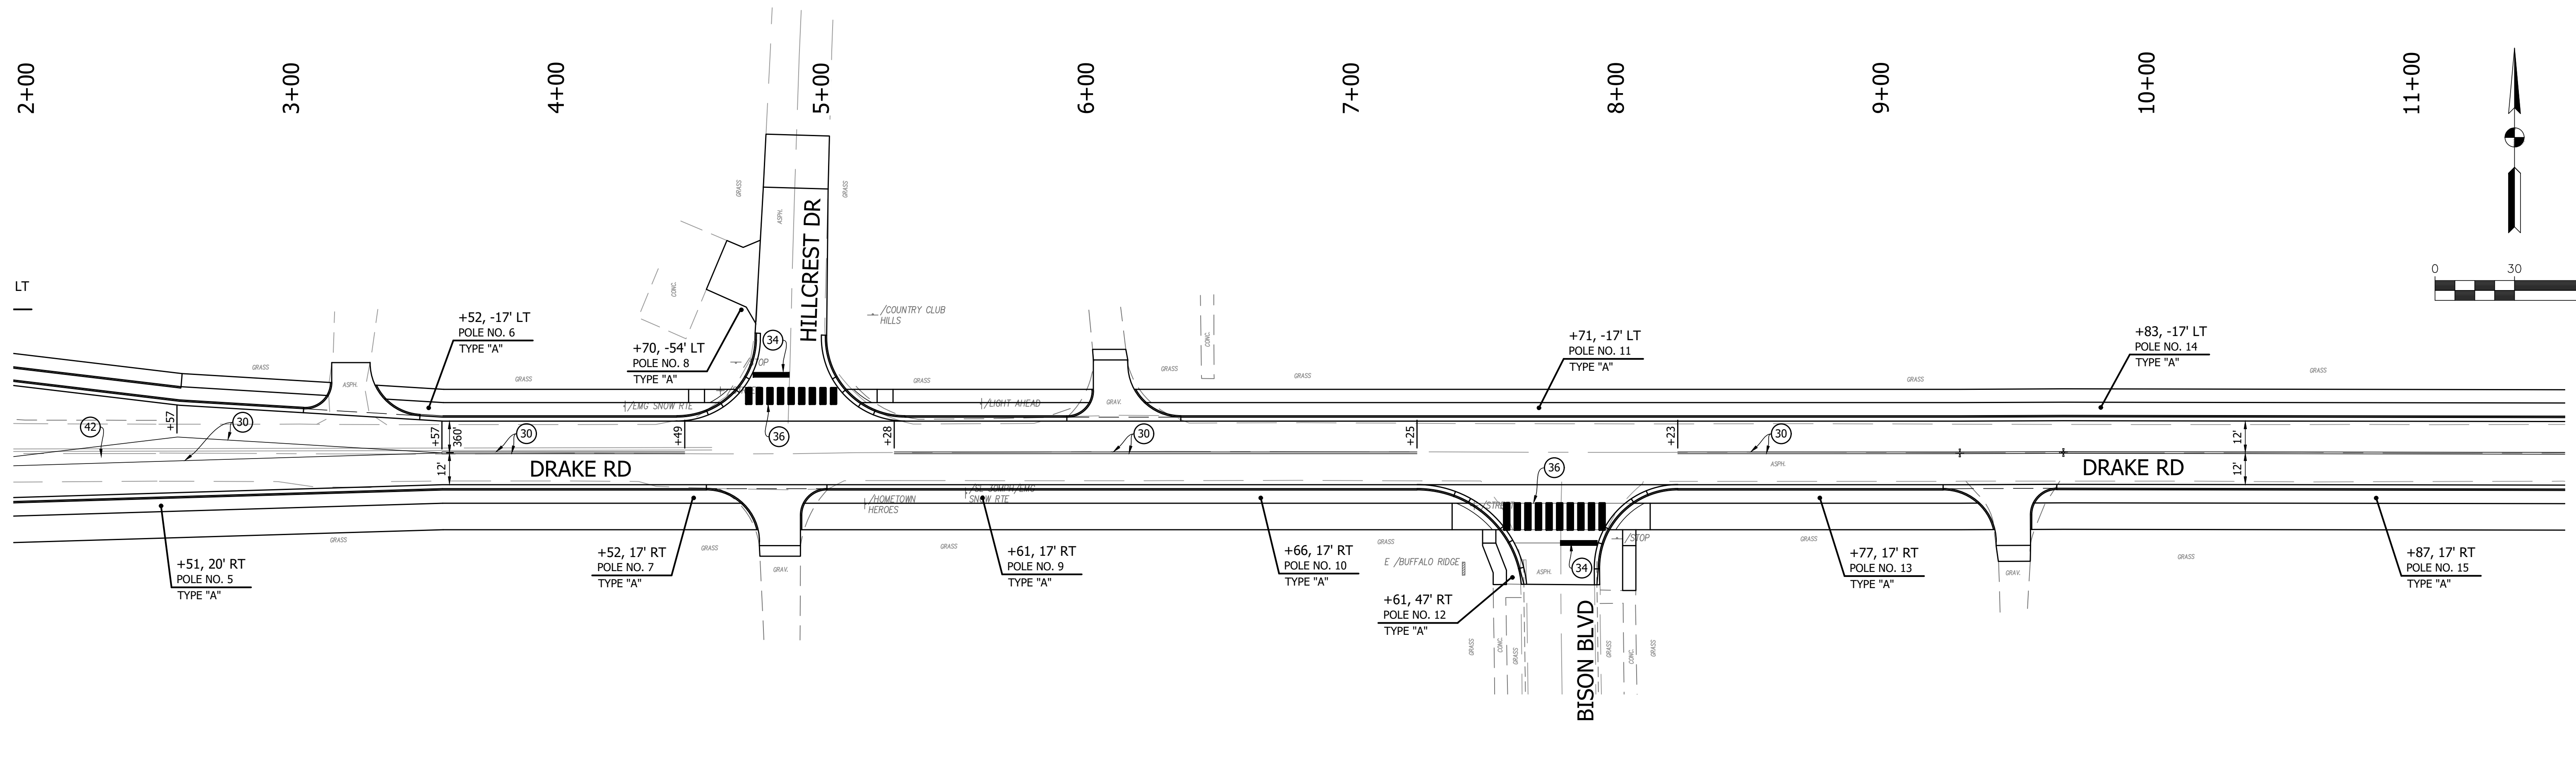 2+00
3+00
4+00
5+00
6+00
7+00
8+00
9+00
10+00
11+00
0 30
LT
HILLCREST DR
GRASS
GRASS
ASPH.
CONC.
/COUNTRY CLUB
HILLS
CONC.
+52, -17' LT
POLE NO. 6
TYPE "A"
+70, -54' LT
POLE NO. 8
TYPE "A"
34
/STOP
+71, -17' LT
POLE NO. 11
TYPE "A"
+83, -17' LT
POLE NO. 14
TYPE "A"
GRASS
ASPH.
GRASS
GRASS
GRASS
GRASS
GRASS
GRASS
/EMG SNOW RTE
/LIGHT AHEAD
GRAV.
42
+57
30
+57
360'
30
+49
36
+28
30
+25
+23
30
12'
12'
DRAKE RD
36
ASPH.
DRAKE RD
12'
/HOMETOWN
HEROES
SNOW RTE
/STOP
+51, 20' RT
POLE NO. 5
TYPE "A"
GRASS
+52, 17' RT
POLE NO. 7
TYPE "A"
GRASS
GRAV.
GRASS
+61, 17' RT
POLE NO. 9
TYPE "A"
+66, 17' RT
POLE NO. 10
TYPE "A"
GRASS
E /BUFFALO RIDGE
ASPH.
34
+61, 47' RT
POLE NO. 12
TYPE "A"
GRASS
+77, 17' RT
POLE NO. 13
TYPE "A"
GRAV.
GRASS
+87, 17' RT
POLE NO. 15
TYPE "A"
GRASS
CONC.
GRASS
BISON BLVD
GRASS
CONC.
GRASS